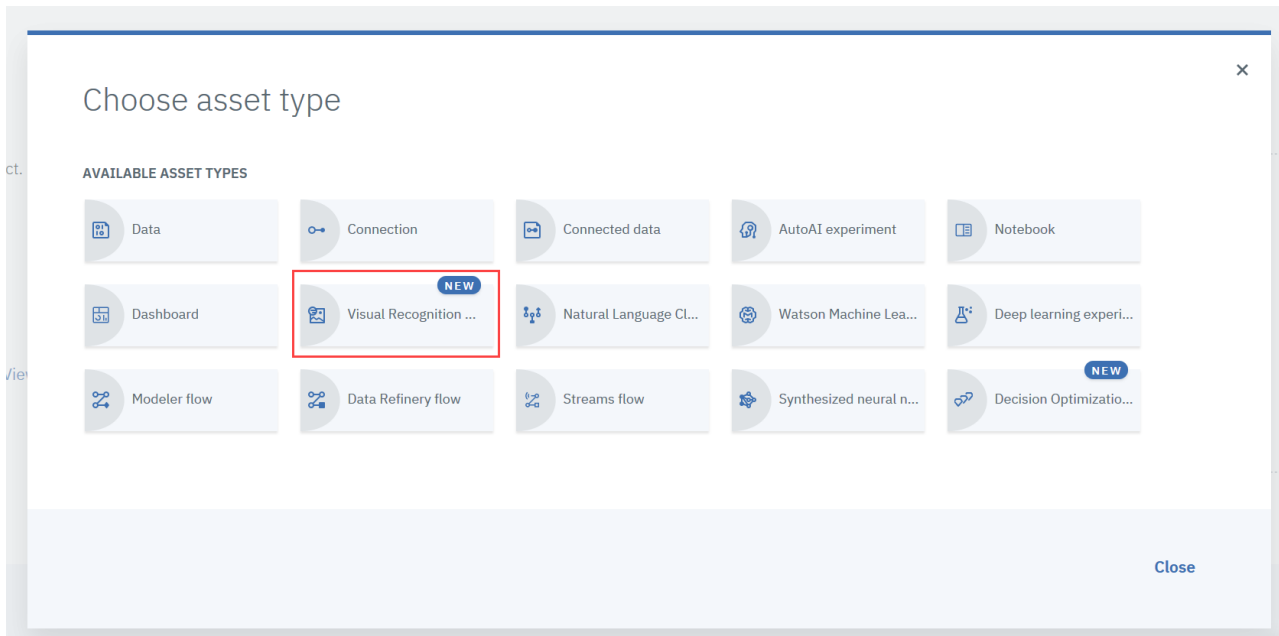 Choose asset type
AVAILABLE ASSET TYPES
ct.
Data
Connection
Connected data
AutoAI experiment
Notebook
NEW
Dashboard
Visual Recognition ...
Natural Language Cl...
Watson Machine Lea...
Deep learning experi...
View
NEW
Modeler flow
Data Refinery flow
Streams flow
Synthesized neural n...
Decision Optimizatio...
Close